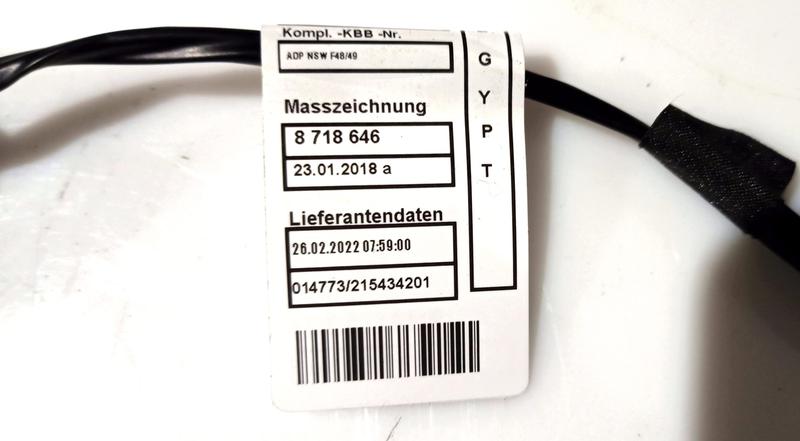 Kompl. -KBB -Nr.
ADP NSW F48/49
Masszeichnung
8 718 646
23.01.2018 a
Lieferantendaten
26.02.2022 07:59:00
014773/215434201
G
Y
P
T